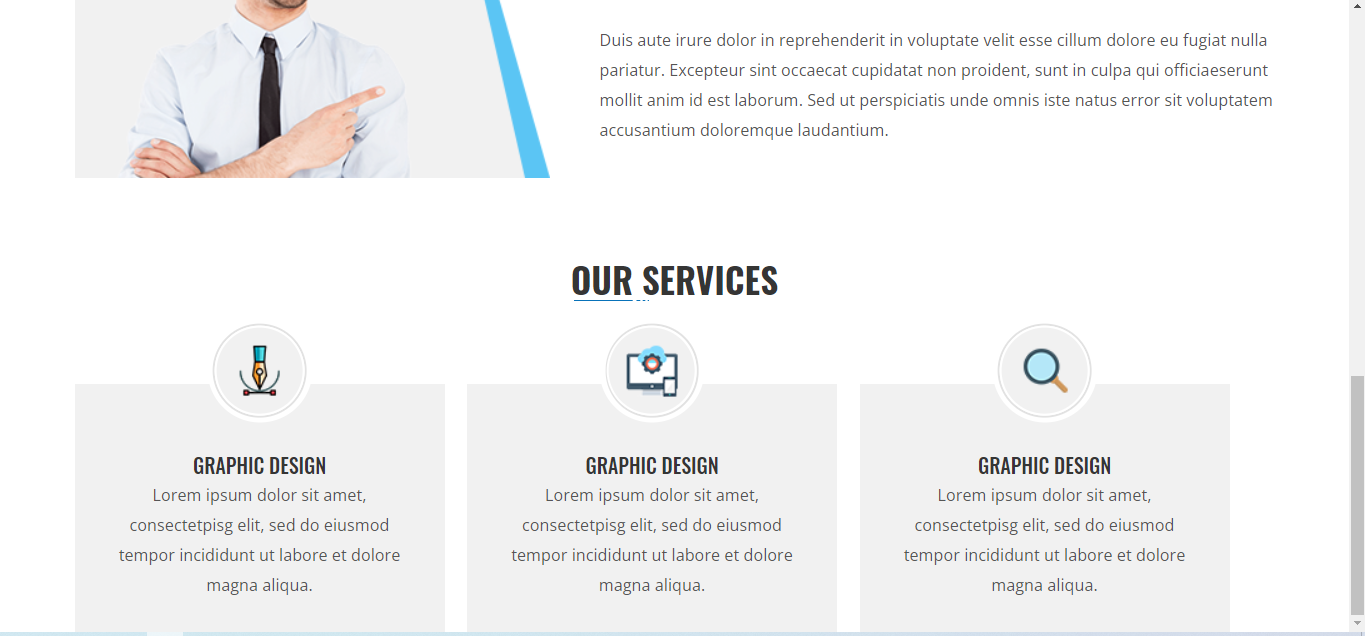 Duis aute irure dolor in reprehenderit in voluptate velit esse cillum dolore eu fugiat nulla
pariatur. Excepteur sint occaecat cupidatat non proident, sunt in culpa qui officiaeserunt
mollit anim id est laborum. Sed ut perspiciatis unde omnis iste natus error sit voluptatem
accusantium doloremque laudantium.
OUR SERVICES
GRAPHIC DESIGN
Lorem ipsum dolor sit amet,
consectetpisg elit, sed do eiusmod
tempor incididunt ut labore et dolore
magna aliqua.
GRAPHIC DESIGN
Lorem ipsum dolor sit amet,
consectetpisg elit, sed do eiusmod
tempor incididunt ut labore et dolore
magna aliqua.
GRAPHIC DESIGN
Lorem ipsum dolor sit amet,
consectetpisg elit, sed do eiusmod
tempor incididunt ut labore et dolore
magna aliqua.